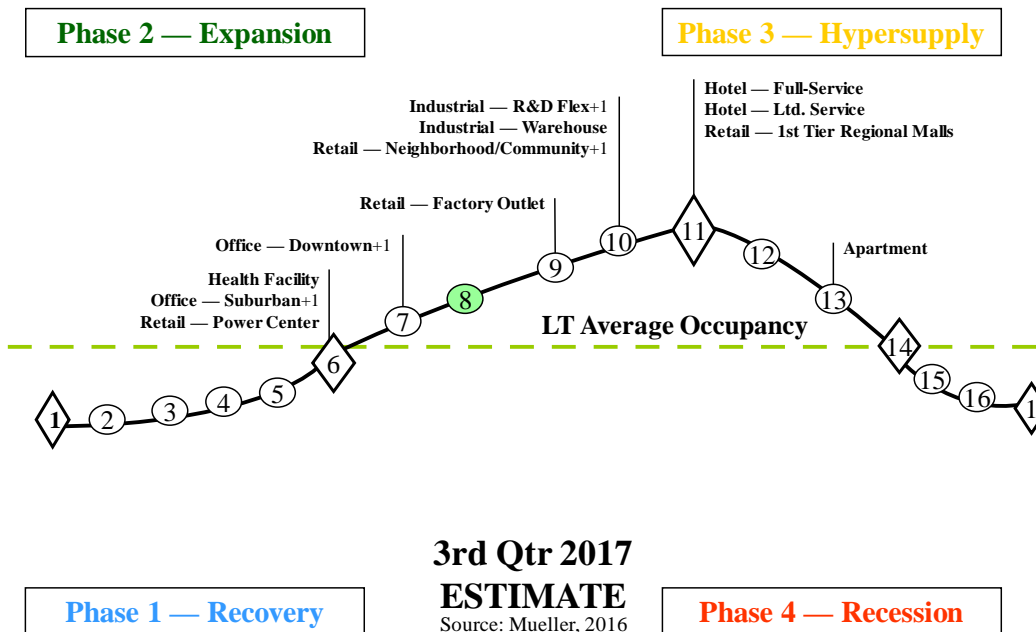 Phase 2 — Expansion
Phase 3 — Hypersupply
Hotel — Full-Service
Hotel — Ltd. Service
Retail — 1st Tier Regional Malls
Industrial — R&D Flex+1
Industrial — Warehouse
Retail — Neighborhood/Community+1
Retail — Factory Outlet
Office — Downtown+1
Health Facility
Office — Suburban+1
Retail — Power Center
Apartment
LT Average Occupancy
1
2
3
4
5
6
7
8
9
10
11
12
13
14
15
16
1
3rd Qtr 2017
ESTIMATE
Source: Mueller, 2016
Phase 1 — Recovery
Phase 4 — Recession